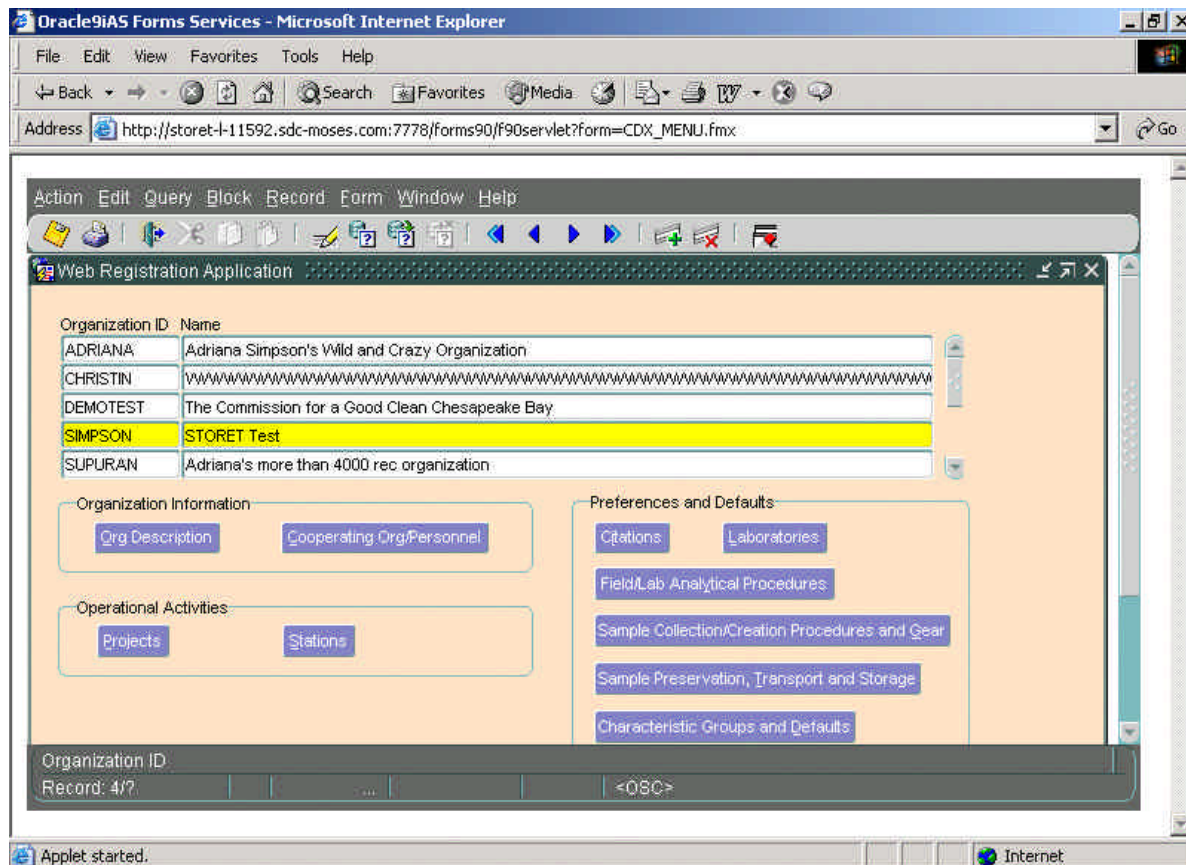 Oracle9iAS Forms Services - Microsoft Internet Explorer
File Edit View Favorites Tools Help
Back Search Favorites Media
Address http://storet-l-11592.sdc-moses.com:7778/forms90/f90servlet?form=CDX_MENU.fmx Go
Action Edit Query Block Record Form Window Help
Web Registration Application
Organization ID Name
ADRIANA Adriana Simpson's Wild and Crazy Organization
CHRISTIN
DEMOTEST The Commission for a Good Clean Chesapeake Bay
SIMPSON STORET Test
SUPURAN Adriana's more than 4000 rec organization
Organization Information
Org Description Cooperating Org/Personnel
Operational Activities
Projects Stations
Preferences and Defaults
Citations Laboratories
Field/Lab Analytical Procedures
Sample Collection/Creation Procedures and Gear
Sample Preservation, Transport and Storage
Characteristic Groups and Defaults
Organization ID
Record: 4/? ... <OSC>
Applet started. Internet